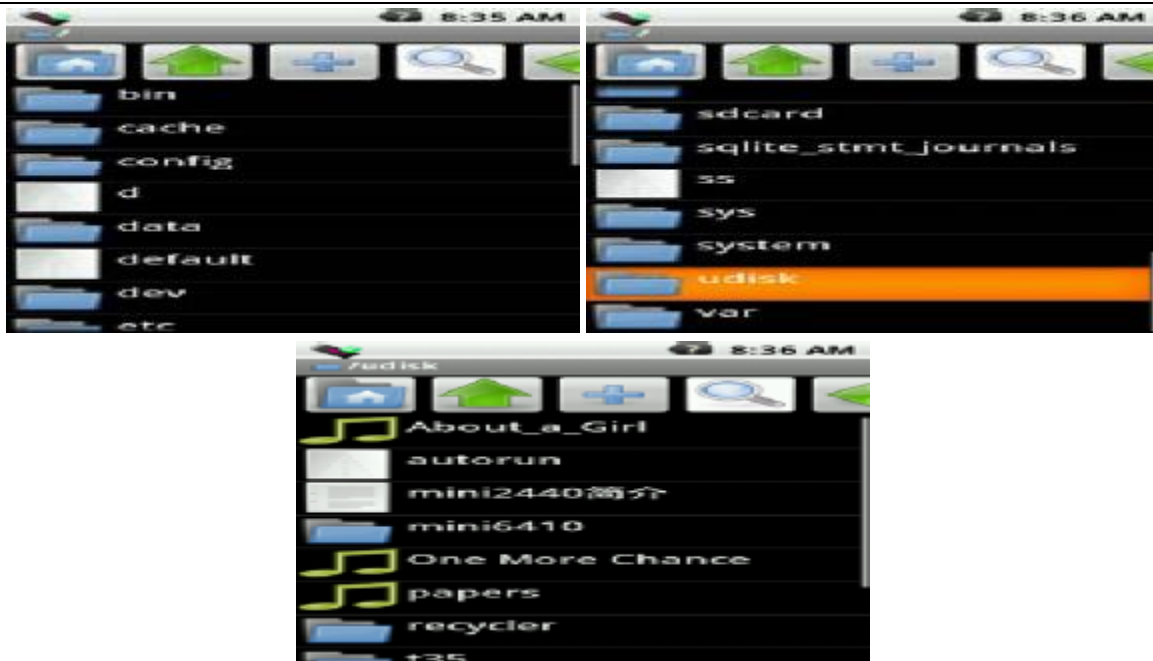 8:35 AM
/
bin
cache
config
d
data
default
dev
etc
8:36 AM
/
sdcard
sqlite_stmt_journals
ss
sys
system
udisk
var
8:36 AM
/udisk
About_a_Girl
autorun
mini2440简介
mini6410
One More Chance
papers
recycler
t35